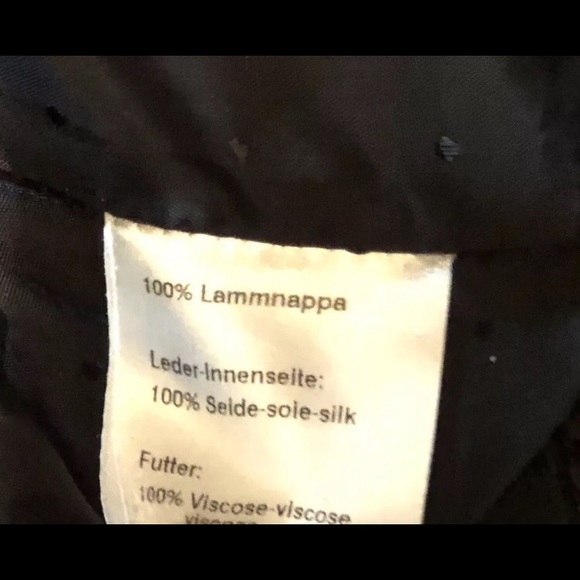 100% Lammnappa
Leder-Innenseite:
100% Seide-soie-silk
Futter:
100% Viscose-viscose